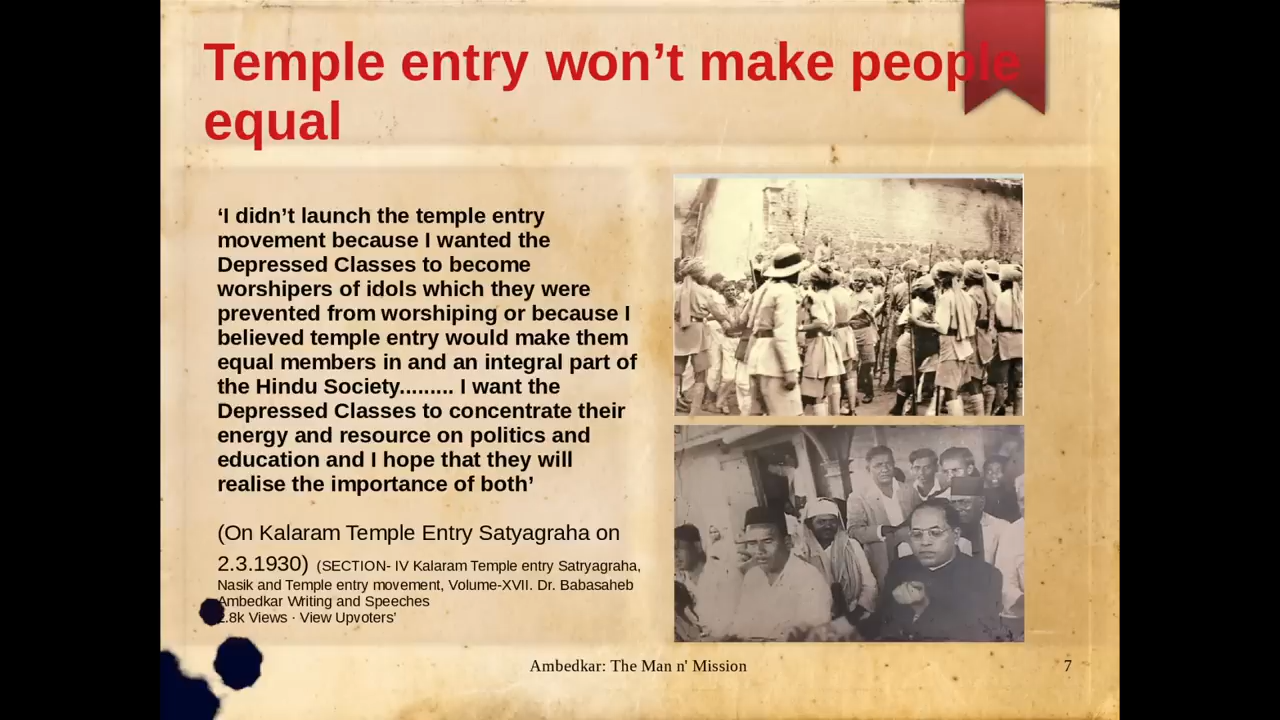 Temple entry won’t make people
equal
‘I didn’t launch the temple entry
movement because I wanted the
Depressed Classes to become
worshipers of idols which they were
prevented from worshiping or because I
believed temple entry would make them
equal members in and an integral part of
the Hindu Society......... I want the
Depressed Classes to concentrate their
energy and resource on politics and
education and I hope that they will
realise the importance of both’
(On Kalaram Temple Entry Satyagraha on
2.3.1930) (SECTION- IV Kalaram Temple entry Satyagraha,
Nasik and Temple entry movement, Volume-XVII. Dr. Babasaheb
Ambedkar Writing and Speeches
.8k Views · View Upvoters’
Ambedkar: The Man n' Mission
7